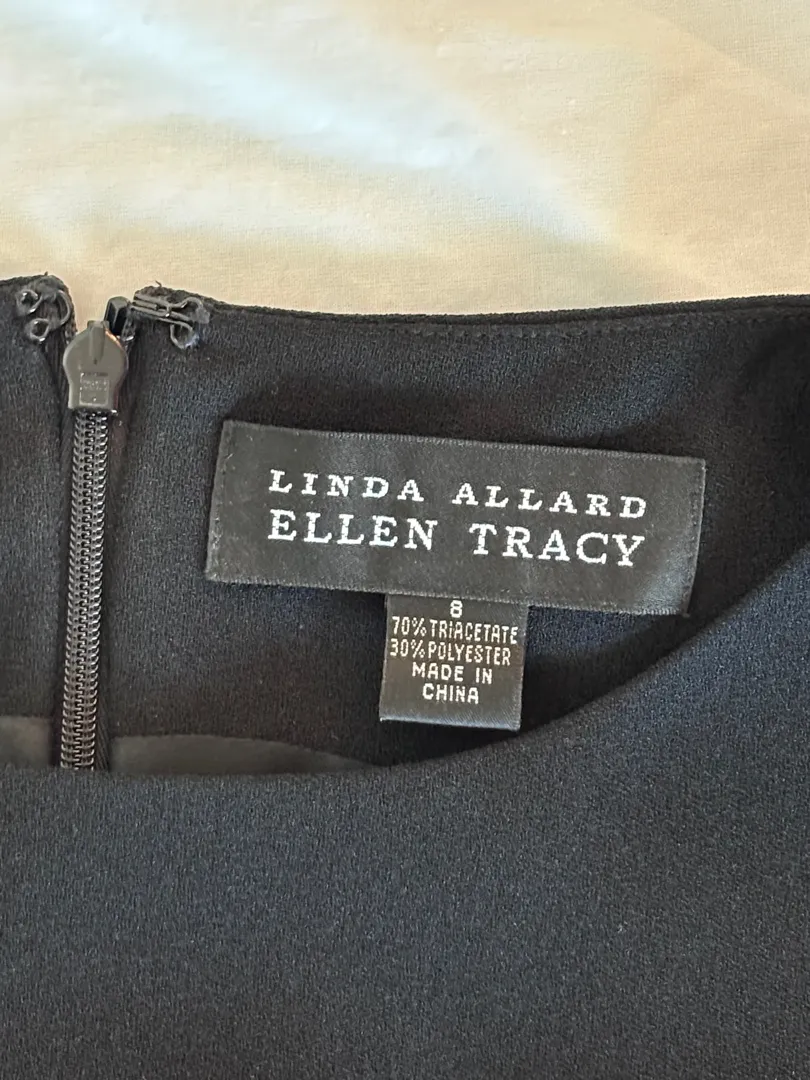 LINDA ALLARD
ELLEN TRACY
8
70% TRIACETATE
30% POLYESTER
MADE IN
CHINA